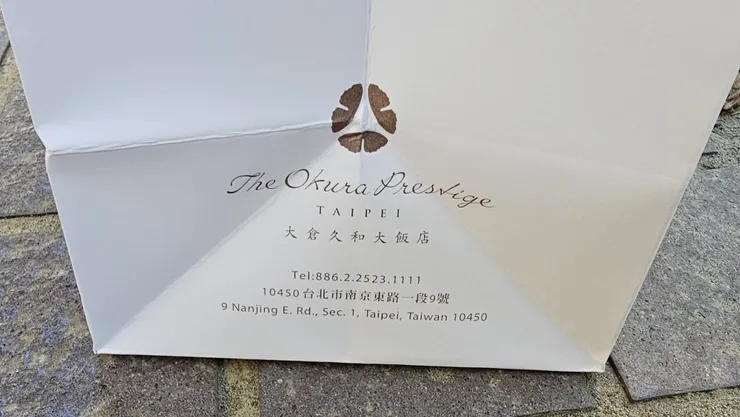 The Okura Prestige
TAIPEI
大倉久和大飯店
Tel:886.2.2523.1111
10450台北市南京東路一段9號
9 Nanjing E. Rd., Sec. 1, Taipei, Taiwan 10450